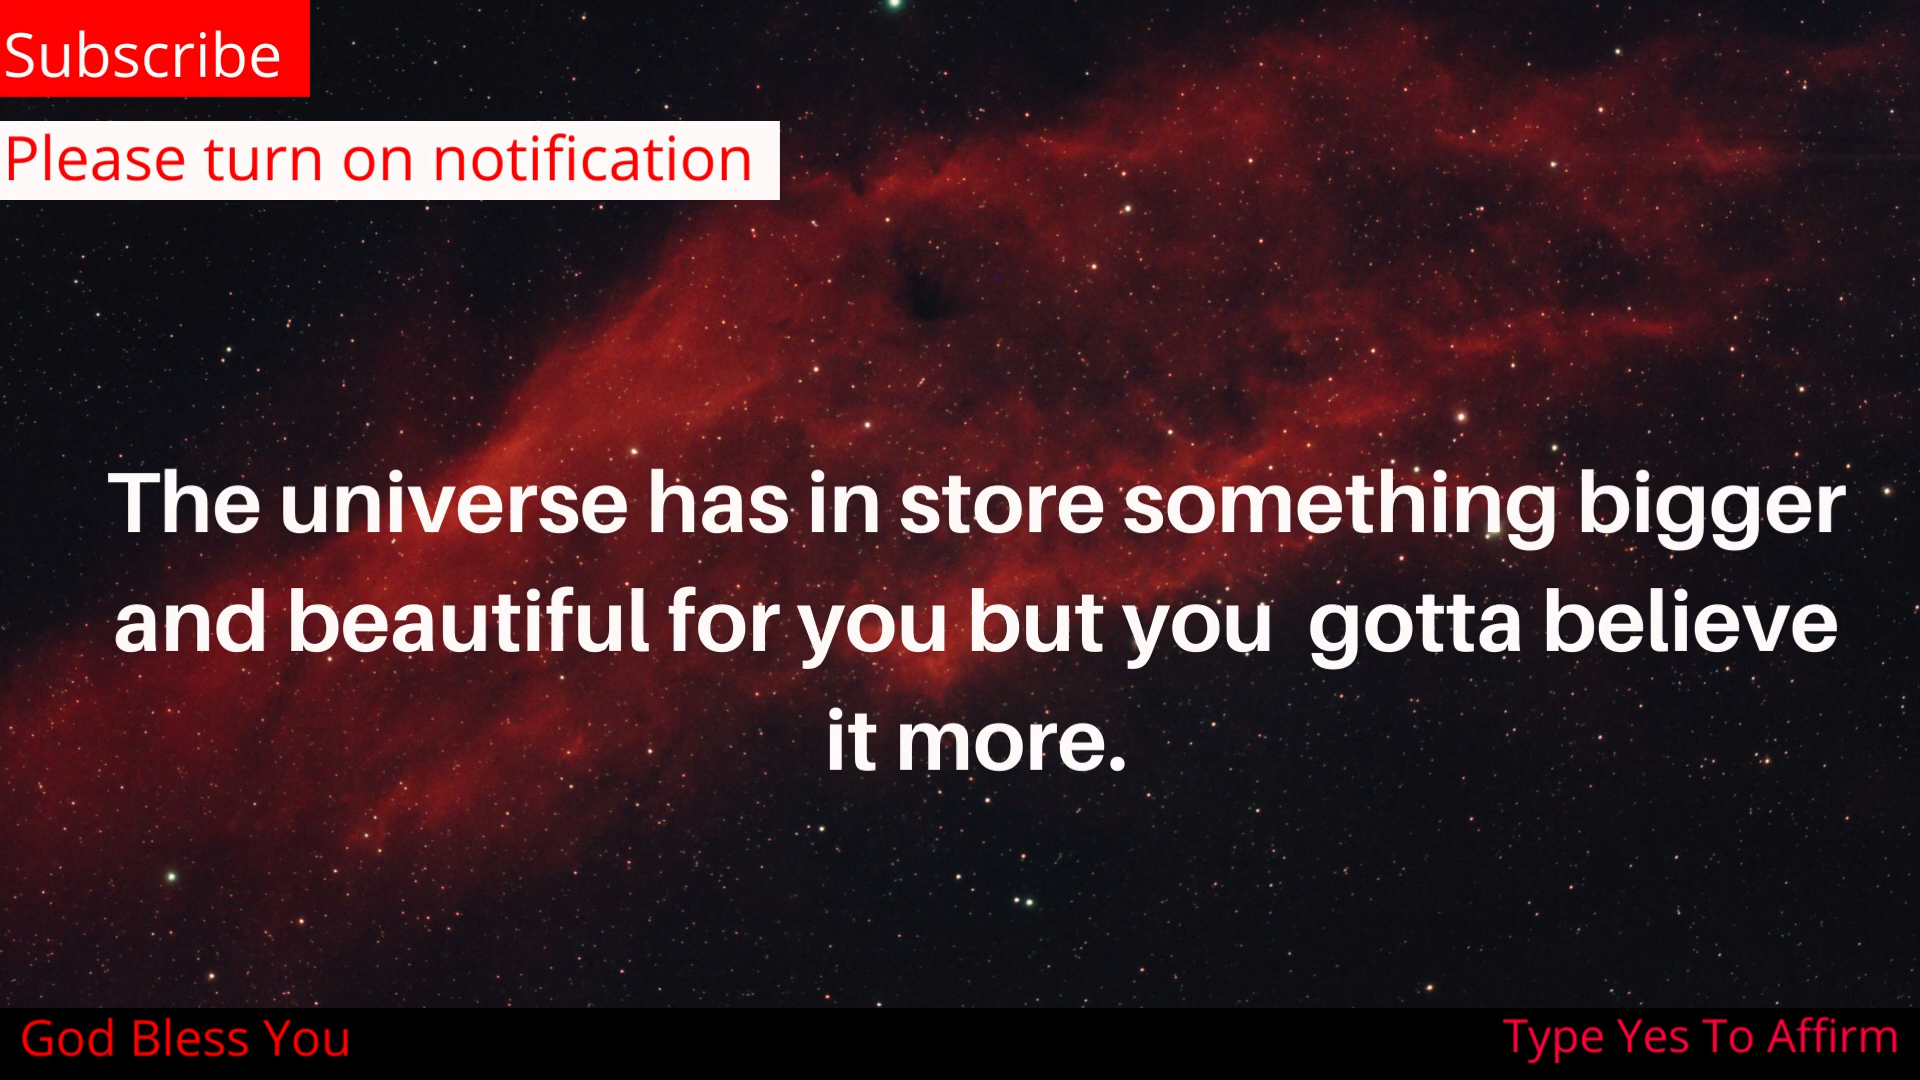 Subscribe
Please turn on notification
The universe has in store something bigger
and beautiful for you but you  gotta believe
it more.
God Bless You
Type Yes To Affirm